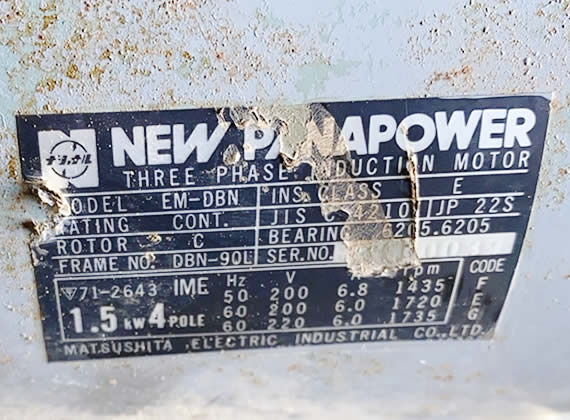 N ナショナル NEW PANAPOWER
THREE PHASE INDUCTION MOTOR
MODEL EM-DBN INS. CLASS E
RATING CONT. JIS C 4210 JP 22S
ROTOR C BEARING 6205.6205
FRAME NO. DBN-90L SER.NO.
Hz V rpm CODE
▽71-2643 IME 50 200 6.8 1435 F
60 200 6.0 1720 E
1.5 kW 4 POLE 60 220 6.0 1735 G
MATSUSHITA ELECTRIC INDUSTRIAL CO.,LTD.